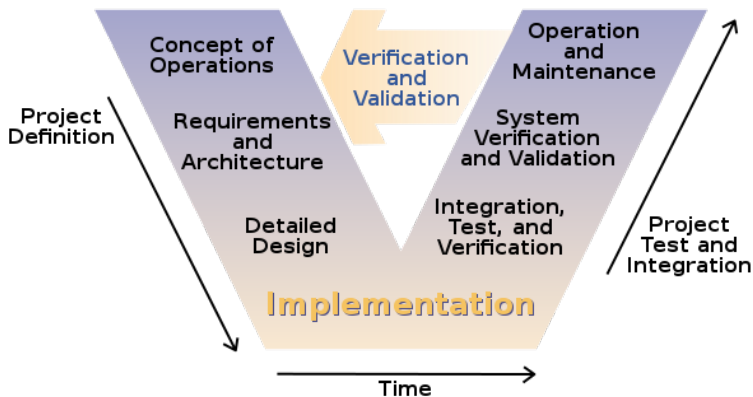 Concept of
Operations
Verification
and
Validation
Operation
and
Maintenance
Project
Definition
Requirements
and
Architecture
System
Verification
and Validation
Detailed
Design
Integration,
Test, and
Verification
Project
Test and
Integration
Implementation
Time